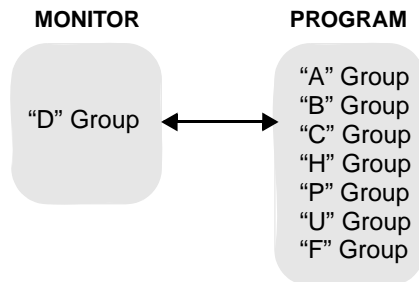 MONITOR
“D” Group
PROGRAM
“A” Group
“B” Group
“C” Group
“H” Group
“P” Group
“U” Group
“F” Group